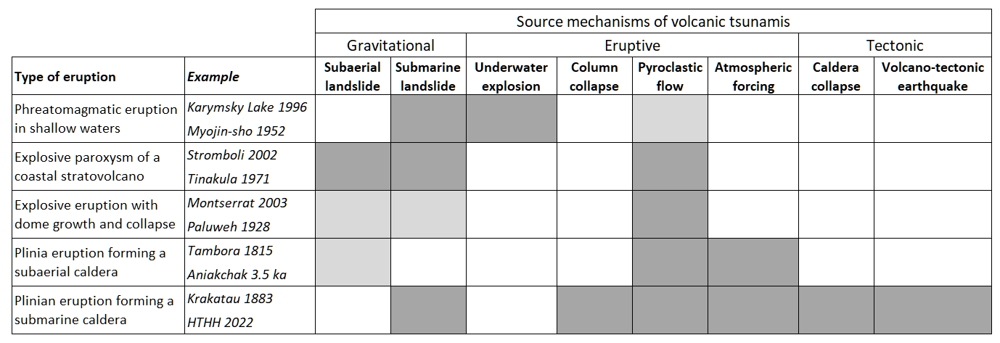 Source mechanisms of volcanic tsunamis
Gravitational Eruptive Tectonic
Type of eruption Example Subaerial landslide Submarine landslide Underwater explosion Column collapse Pyroclastic flow Atmospheric forcing Caldera collapse Volcano-tectonic earthquake
Phreatomagmatic eruption Karymsky Lake 1996
in shallow waters Myojin-sho 1952
Explosive paroxysm of a Stromboli 2002
coastal stratovolcano Tinakula 1971
Explosive eruption with Montserrat 2003
dome growth and collapse Paluweh 1928
Plinia eruption forming a Tambora 1815
subaerial caldera Aniakchak 3.5 ka
Plinian eruption forming a Krakatau 1883
submarine caldera HTHH 2022